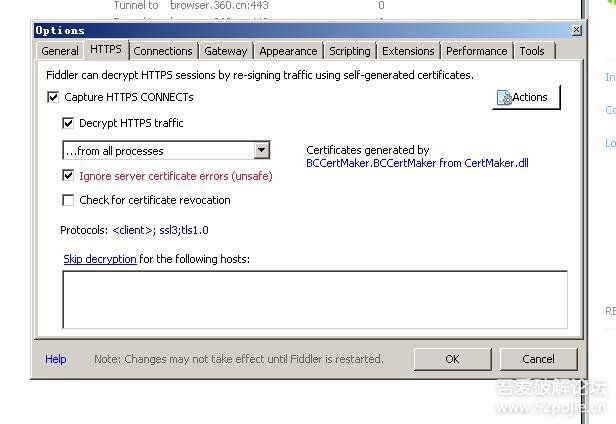 Tunnel to browser.360.cn:443 0
Options
General HTTPS Connections Gateway Appearance Scripting Extensions Performance Tools
Fiddler can decrypt HTTPS sessions by re-signing traffic using self-generated certificates.
Capture HTTPS CONNECTs
Actions
Decrypt HTTPS traffic
...from all processes
Certificates generated by
BCCertMaker.BCCertMaker from CertMaker.dll
Ignore server certificate errors (unsafe)
Check for certificate revocation
Protocols: <client>; ssl3;tls1.0
Skip decryption for the following hosts:
Help Note: Changes may not take effect until Fiddler is restarted. OK Cancel
In
Co
Lo
RE
吾爱破解论坛
www.52pojie.cn